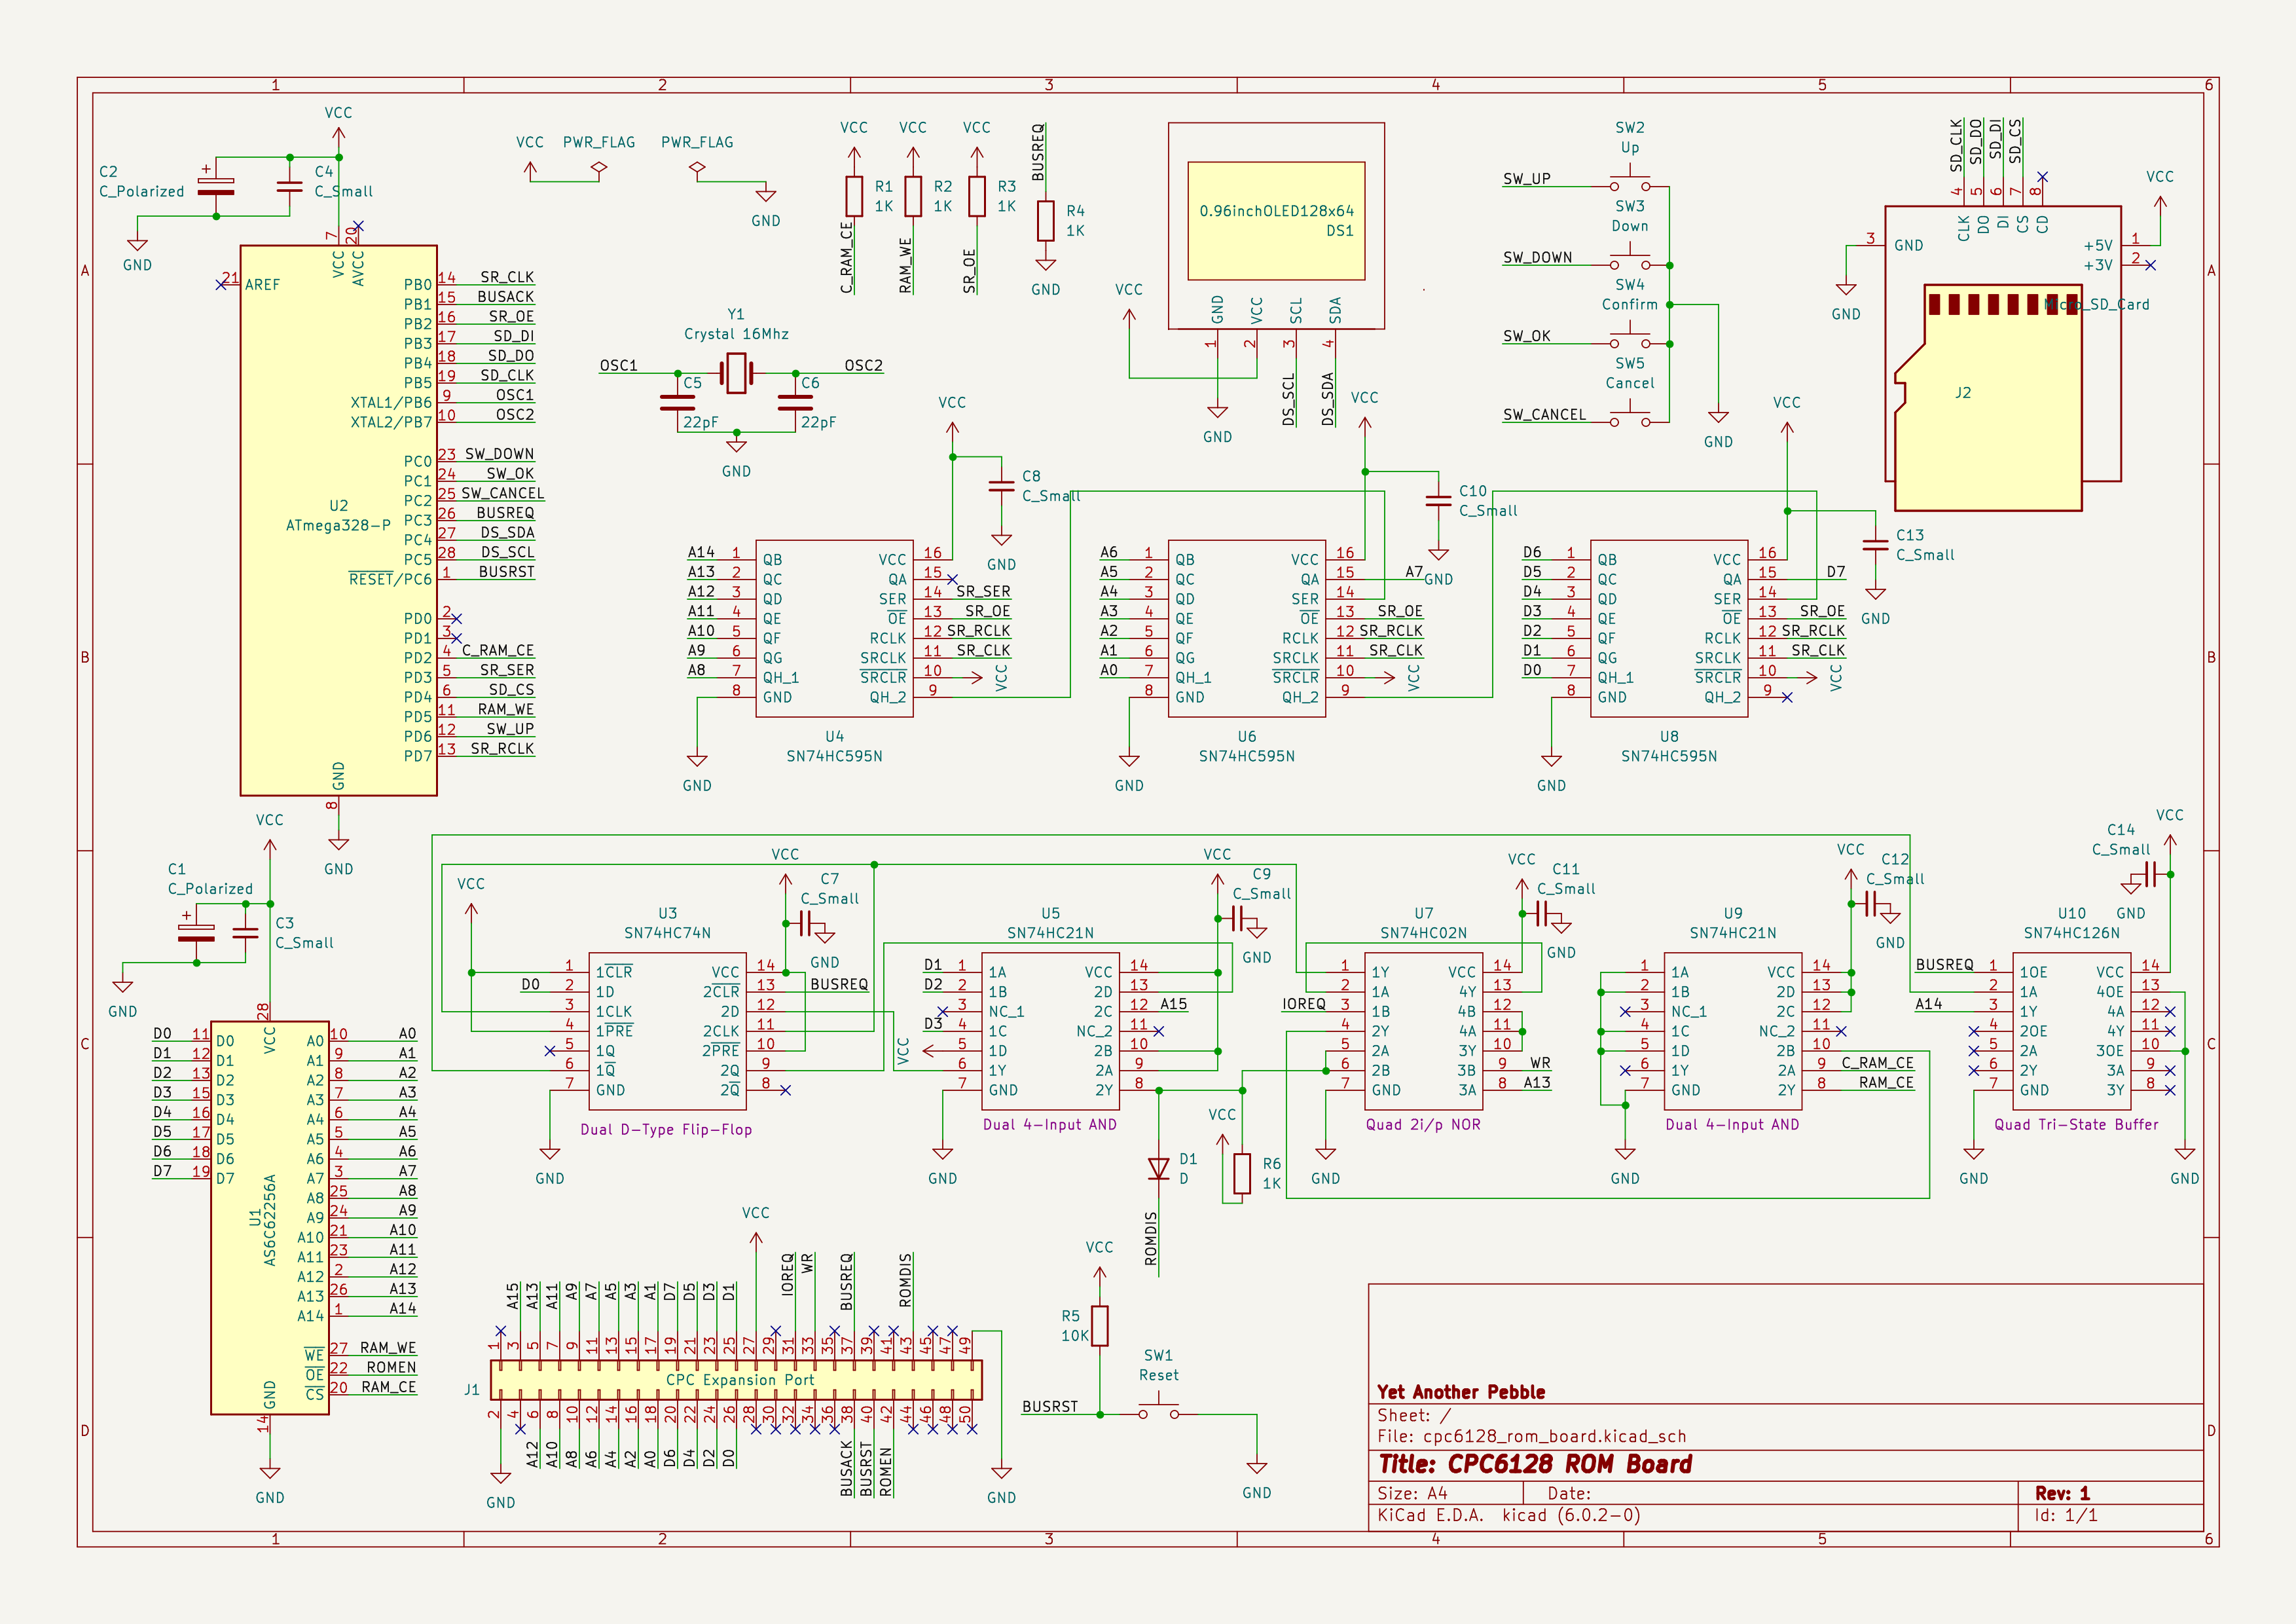 1 2 3 4 5 6
A
B
C
D
VCC
C2
C_Polarized
C4
C_Small
GND
VCC PWR_FLAG PWR_FLAG
GND
7 VCC
20 AVCC
21 AREF
U2
ATmega328-P
PB0 14 SR_CLK
PB1 15 BUSACK
PB2 16 SR_OE
PB3 17 SD_DI
PB4 18 SD_DO
PB5 19 SD_CLK
XTAL1/PB6 9 OSC1
XTAL2/PB7 10 OSC2
PC0 23 SW_DOWN
PC1 24 SW_OK
PC2 25 SW_CANCEL
PC3 26 BUSREQ
PC4 27 DS_SDA
PC5 28 DS_SCL
RESET/PC6 1 BUSRST
PD0 2
PD1 3
PD2 4 C_RAM_CE
PD3 5 SR_SER
PD4 6 SD_CS
PD5 11 RAM_WE
PD6 12 SW_UP
PD7 13 SR_RCLK
GND 8
GND
VCC VCC VCC
R1 1K
R2 1K
R3 1K
C_RAM_CE
RAM_WE
SR_OE
BUSREQ
R4
1K
GND
Y1
Crystal 16Mhz
OSC1 OSC2
C5 C6
22pF 22pF
GND
0.96inchOLED128x64
DS1
GND VCC SCL SDA
1 2 3 4
VCC
GND
DS_SCL
DS_SDA
SW2
Up
SW_UP
SW3
Down
SW_DOWN
SW4
Confirm
SW_OK
SW5
Cancel
SW_CANCEL
GND
SD_CLK
SD_DO
SD_DI
SD_CS
4 5 6 7 8
CLK DO DI CS CD
3 GND
+5V 1
+3V 2
VCC
GND
Micro_SD_Card
J2
VCC
C8
C_Small
GND
A14 1 QB VCC 16
A13 2 QC QA 15
A12 3 QD SER 14 SR_SER
A11 4 QE OE 13 SR_OE
A10 5 QF RCLK 12 SR_RCLK
A9 6 QG SRCLK 11 SR_CLK
A8 7 QH_1 SRCLR 10 VCC
8 GND QH_2 9
U4
SN74HC595N
GND
VCC
C10
C_Small
GND
A6 1 QB VCC 16
A5 2 QC QA 15 A7
A4 3 QD SER 14
A3 4 QE OE 13 SR_OE
A2 5 QF RCLK 12 SR_RCLK
A1 6 QG SRCLK 11 SR_CLK
A0 7 QH_1 SRCLR 10 VCC
8 GND QH_2 9
U6
SN74HC595N
GND
VCC
C13
C_Small
GND
D6 1 QB VCC 16
D5 2 QC QA 15 D7
D4 3 QD SER 14
D3 4 QE OE 13 SR_OE
D2 5 QF RCLK 12 SR_RCLK
D1 6 QG SRCLK 11 SR_CLK
D0 7 QH_1 SRCLR 10 VCC
8 GND QH_2 9
U8
SN74HC595N
GND
VCC
C1
C_Polarized
C3
C_Small
GND
28 VCC
U1
AS6C62256A
D0 11 D0
D1 12 D1
D2 13 D2
D3 15 D3
D4 16 D4
D5 17 D5
D6 18 D6
D7 19 D7
A0 10 A0
A1 9 A1
A2 8 A2
A3 7 A3
A4 6 A4
A5 5 A5
A6 4 A6
A7 3 A7
A8 25 A8
A9 24 A9
A10 21 A10
A11 23 A11
A12 2 A12
A13 26 A13
A14 1 A14
WE 27 RAM_WE
OE 22 ROMEN
CS 20 RAM_CE
GND 14
GND
VCC
VCC
C7
C_Small
GND
U3
SN74HC74N
1 1CLR VCC 14
D0 2 1D 2CLR 13 BUSREQ
3 1CLK 2D 12
4 1PRE 2CLK 11
5 1Q 2PRE 10
6 1Q 2Q 9
7 GND 2Q 8
Dual D-Type Flip-Flop
GND
VCC
C9
C_Small
GND
U5
SN74HC21N
D1 1 1A VCC 14
D2 2 1B 2D 13
3 NC_1 2C 12 A15
D3 4 1C NC_2 11
VCC 5 1D 2B 10
6 1Y 2A 9
7 GND 2Y 8
Dual 4-Input AND
GND
D1
D
ROMDIS
VCC
R6
1K
VCC
C11
C_Small
GND
U7
SN74HC02N
1 1Y VCC 14
2 1A 4Y 13
IOREQ 3 1B 4B 12
4 2Y 4A 11
5 2A 3Y 10
6 2B 3B 9 WR
7 GND 3A 8 A13
Quad 2i/p NOR
GND
VCC
C12
C_Small
GND
U9
SN74HC21N
1 1A VCC 14
2 1B 2D 13
3 NC_1 2C 12
4 1C NC_2 11
5 1D 2B 10
6 1Y 2A 9 C_RAM_CE
7 GND 2Y 8 RAM_CE
Dual 4-Input AND
GND
VCC
C14
C_Small
GND
U10
SN74HC126N
BUSREQ 1 1OE VCC 14
2 1A 4OE 13
A14 3 1Y 4A 12
4 2OE 4Y 11
5 2A 3OE 10
6 2Y 3A 9
7 GND 3Y 8
Quad Tri-State Buffer
GND GND
VCC
A15 A13 A11 A9 A7 A5 A3 A1 D7 D5 D3 D1 IOREQ WR BUSREQ ROMDIS
1 3 5 7 9 11 13 15 17 19 21 23 25 27 29 31 33 35 37 39 41 43 45 47 49
J1
CPC Expansion Port
2 4 6 8 10 12 14 16 18 20 22 24 26 28 30 32 34 36 38 40 42 44 46 48 50
A12 A10 A8 A6 A4 A2 A0 D6 D4 D2 D0 BUSACK BUSRST ROMEN
GND GND
VCC
R5
10K
SW1
Reset
BUSRST
GND
Yet Another Pebble
Sheet: /
File: cpc6128_rom_board.kicad_sch
Title: CPC6128 ROM Board
Size: A4 Date: Rev: 1
KiCad E.D.A. kicad (6.0.2-0) Id: 1/1
1 2 3 4 5 6